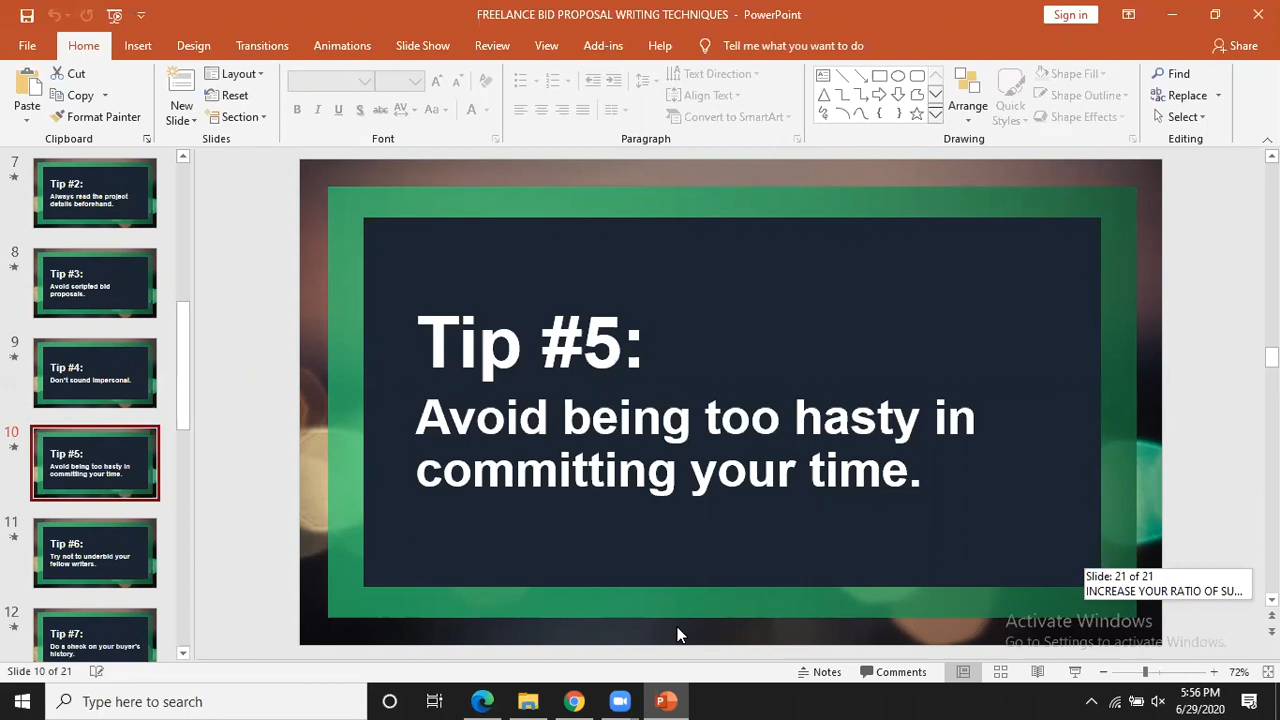 FREELANCE BID PROPOSAL WRITING TECHNIQUES - PowerPoint
Sign in
File Home Insert Design Transitions Animations Slide Show Review View Add-ins Help Tell me what you want to do
Share
Paste
Cut
Copy
Format Painter
Clipboard
New
Slide
Layout
Reset
Section
Slides
B I U S abc AV Aa A
Font
Text Direction
Align Text
Convert to SmartArt
Paragraph
Arrange
Quick
Styles
Shape Fill
Shape Outline
Shape Effects
Drawing
Find
Replace
Select
Editing
7
Tip #2:
Always read the project
details beforehand.
8
Tip #3:
Avoid scripted bid
proposals.
9
Tip #4:
Don't sound impersonal.
10
Tip #5:
Avoid being too hasty in
committing your time.
11
Tip #6:
Try not to underbid your
fellow writers.
12
Tip #7:
Do a check on your buyer's
history.
Tip #5:
Avoid being too hasty in
committing your time.
Slide: 21 of 21
INCREASE YOUR RATIO OF SU...
Activate Windows
Go to Settings to activate Windows.
Slide 10 of 21
Notes
Comments
72%
Type here to search
5:56 PM
6/29/2020